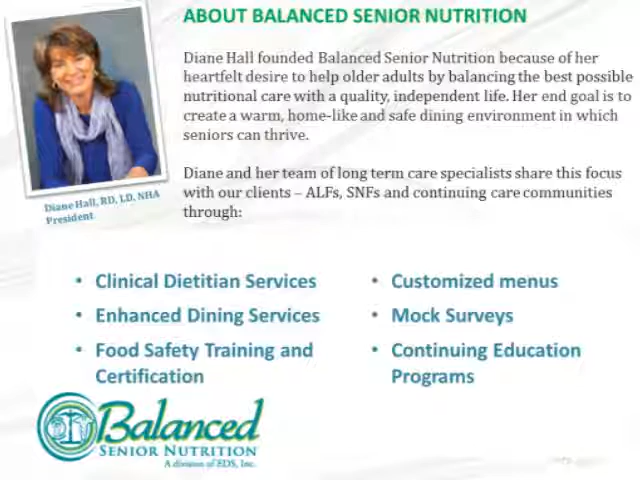 ABOUT BALANCED SENIOR NUTRITION
Diane Hall founded Balanced Senior Nutrition because of her
heartfelt desire to help older adults by balancing the best possible
nutritional care with a quality, independent life. Her end goal is to
create a warm, home-like and safe dining environment in which
seniors can thrive.
Diane Hall, RD, LD, NHA
President
Diane and her team of long term care specialists share this focus
with our clients – ALFs, SNFs and continuing care communities
through:
• Clinical Dietitian Services
• Enhanced Dining Services
• Food Safety Training and
Certification
• Customized menus
• Mock Surveys
• Continuing Education
Programs
Balanced
SENIOR NUTRITION
A division of EDS, Inc.